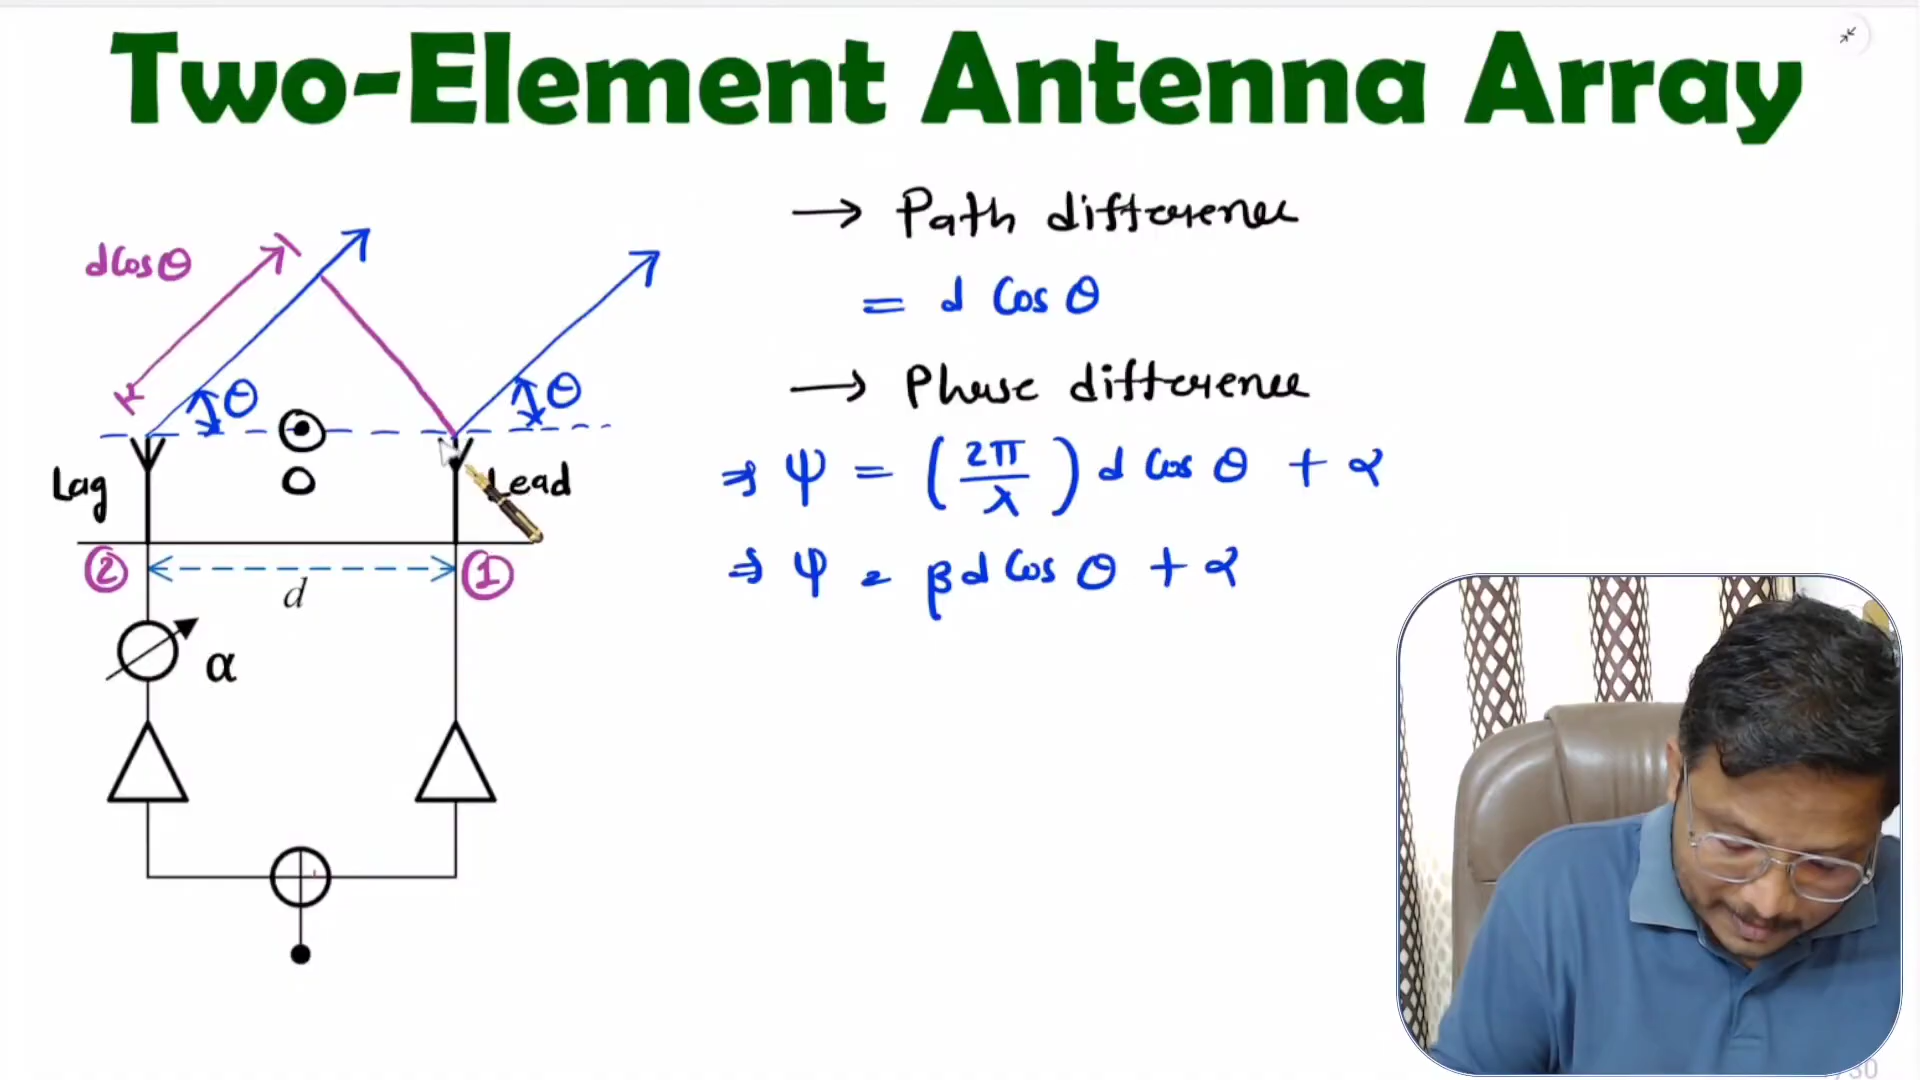 Two-Element Antenna Array
→ Path difference
dCosθ
= d Cos θ
→ Phase difference
θ
θ
Lag
O
Lead
⇒ ψ = (2π/λ) d Cos θ + α
② d ①
⇒ ψ = βd Cos θ + α
α